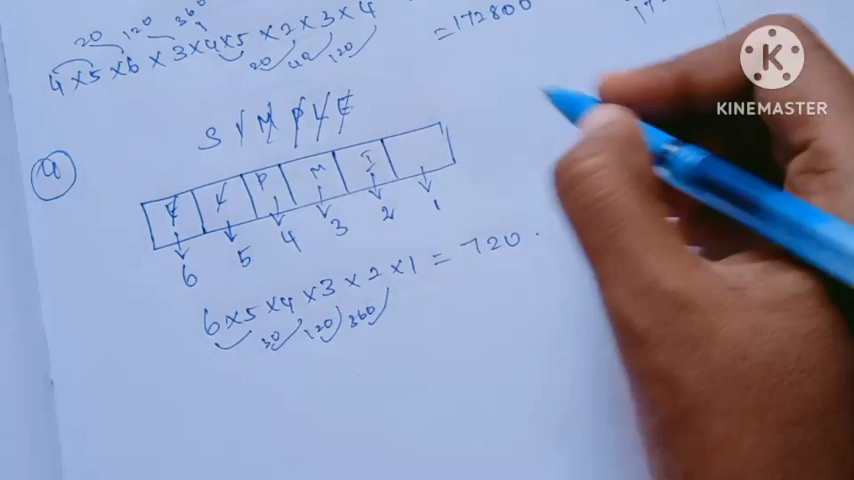 20 120 360
4×5×6×3×4×5×2×3×4 =172800
20 120
K
KINEMASTER
4
S I M P L E
E L P M I
6 5 4 3 2 1
6×5×4×3×2×1 = 720.
30 120 360